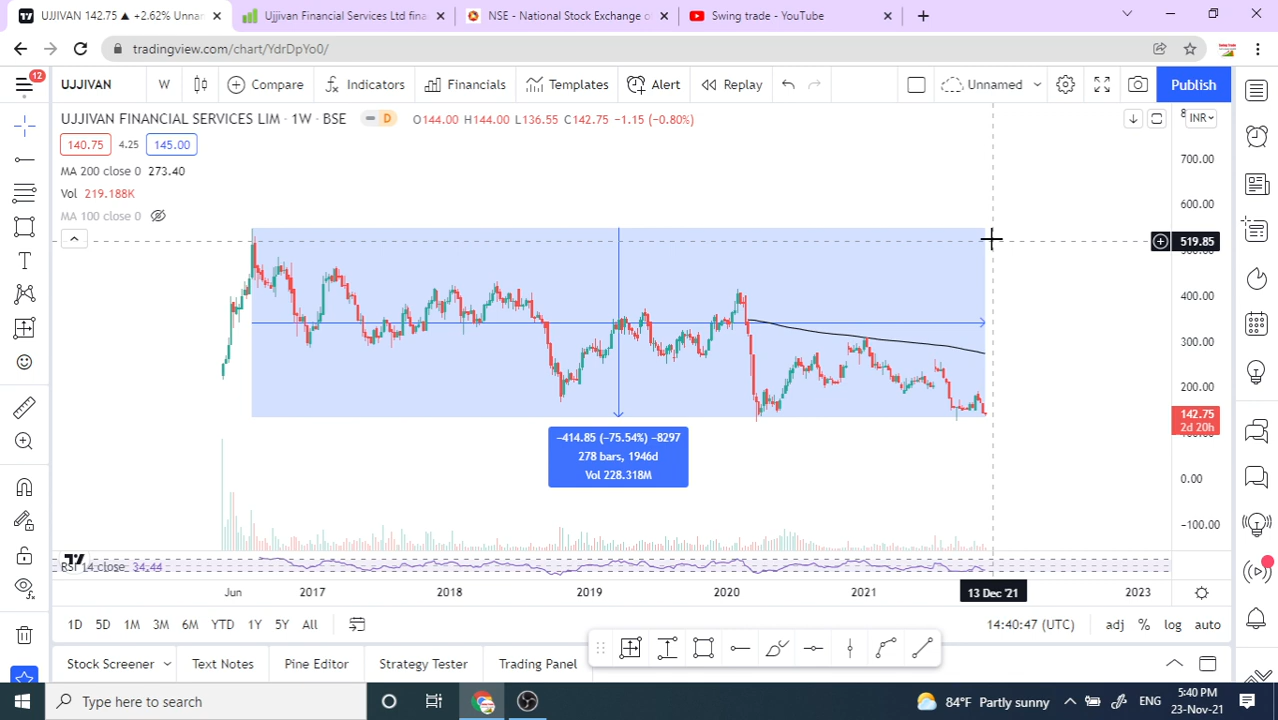 UJJIVAN 142.75 ▲ +2.62% Unnar
Ujjivan Financial Services Ltd finan
NSE - National Stock Exchange of
Swing trade - YouTube
tradingview.com/chart/YdrDpYo0/
12
UJJIVAN W Compare Indicators Financials Templates Alert Replay Unnamed Publish
UJJIVAN FINANCIAL SERVICES LIM · 1W · BSE D O144.00 H144.00 L136.55 C142.75 −1.15 (−0.80%)
INR
140.75 4.25 145.00
MA 200 close 0 273.40
Vol 219.188K
MA 100 close 0
700.00
600.00
519.85
400.00
300.00
200.00
142.75
2d 20h
0.00
−100.00
−414.85 (−75.54%) −8297
278 bars, 1946d
Vol 228.318M
RSI 14 close 34.44
Jun 2017 2018 2019 2020 2021 13 Dec '21 2023
1D 5D 1M 3M 6M YTD 1Y 5Y All 14:40:47 (UTC) adj % log auto
Stock Screener Text Notes Pine Editor Strategy Tester Trading Panel
Type here to search
84°F Partly sunny
ENG
5:40 PM
23-Nov-21